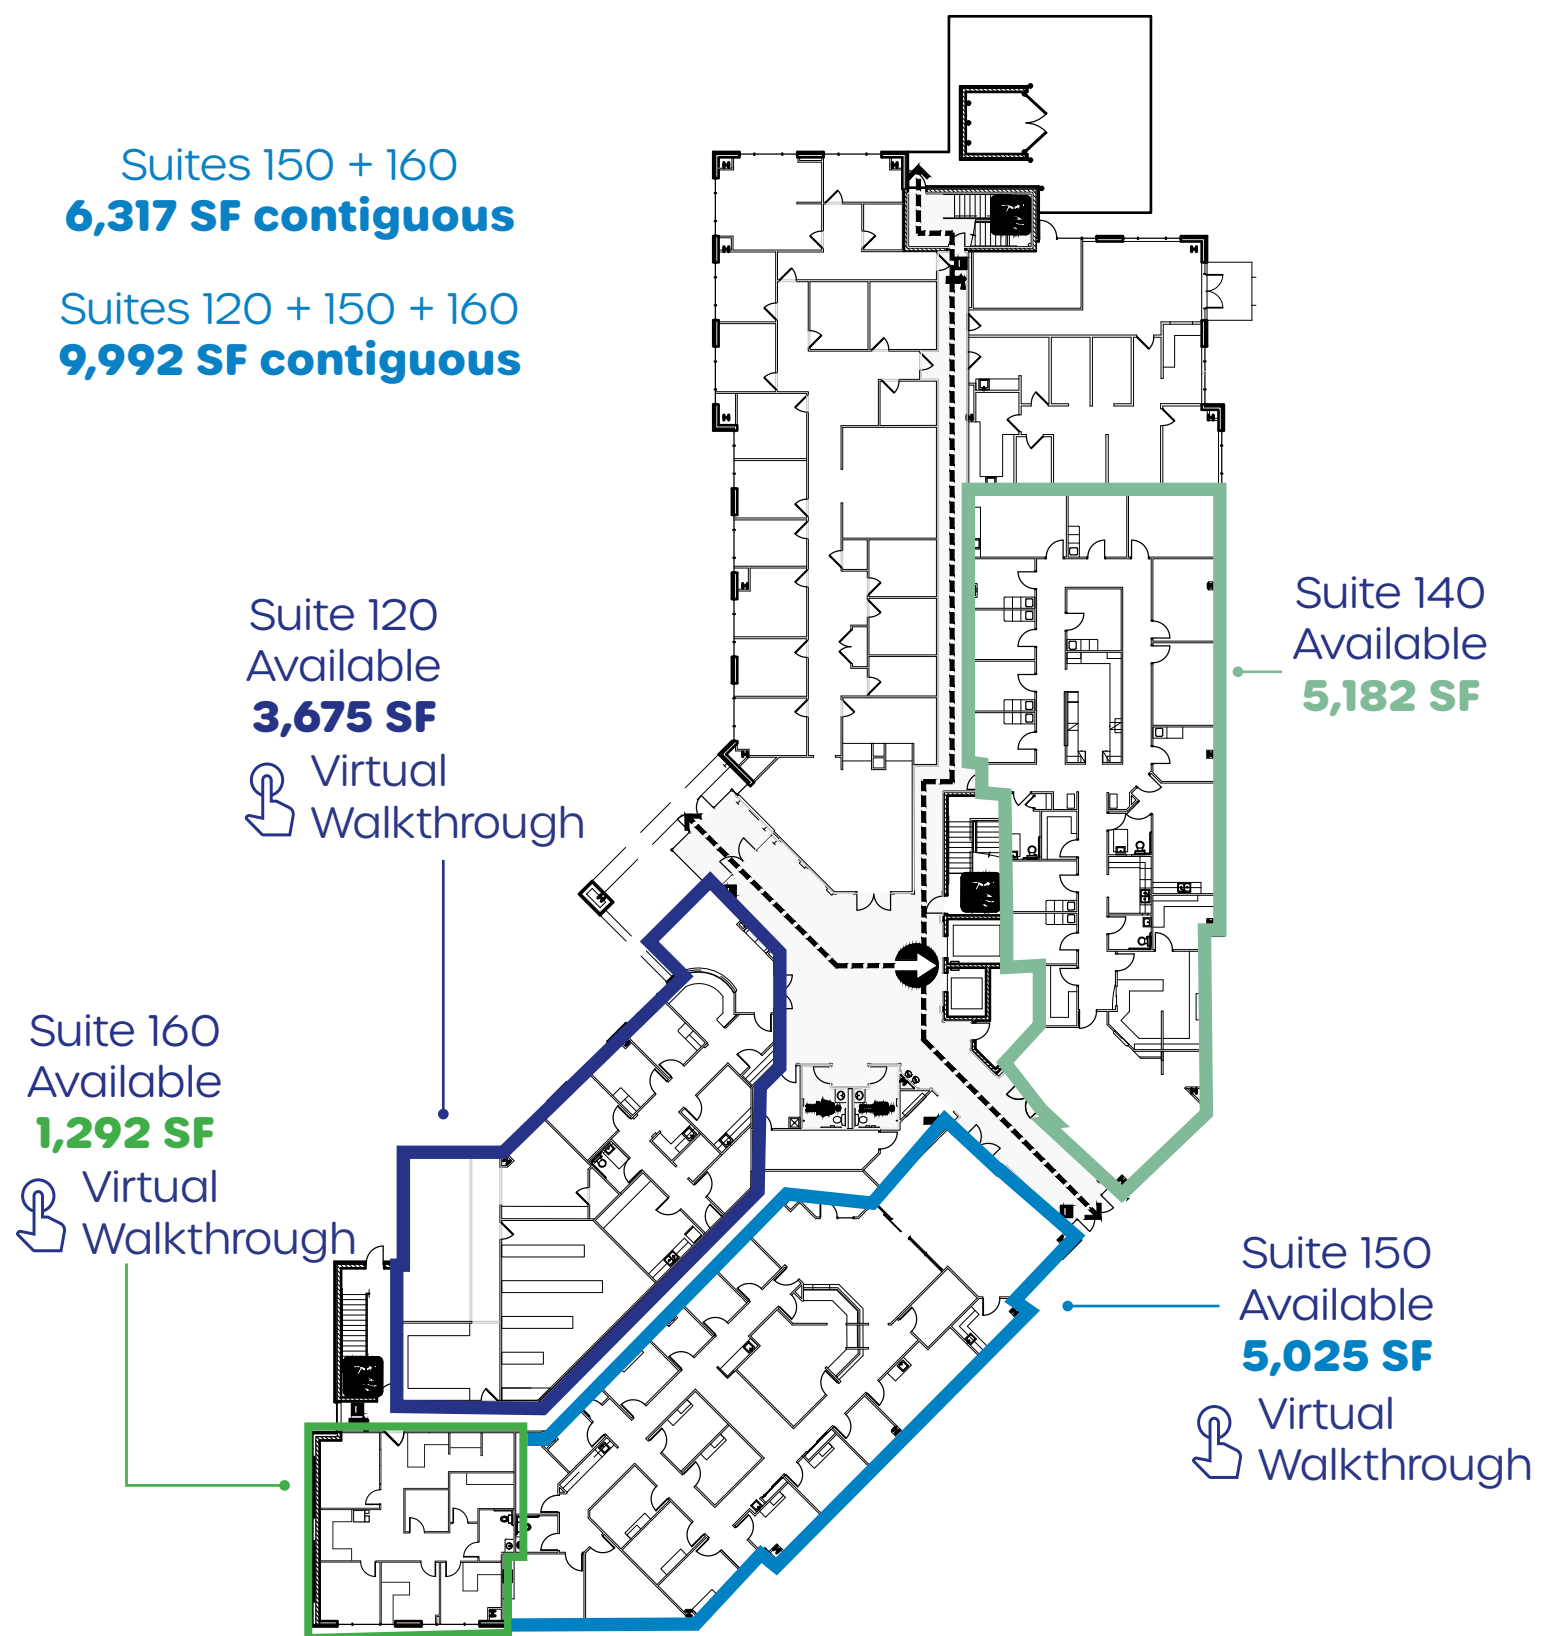 Suites 150 + 160
6,317 SF contiguous
Suites 120 + 150 + 160
9,992 SF contiguous
Suite 120
Available
3,675 SF
Virtual
Walkthrough
Suite 140
Available
5,182 SF
Suite 160
Available
1,292 SF
Virtual
Walkthrough
Suite 150
Available
5,025 SF
Virtual
Walkthrough